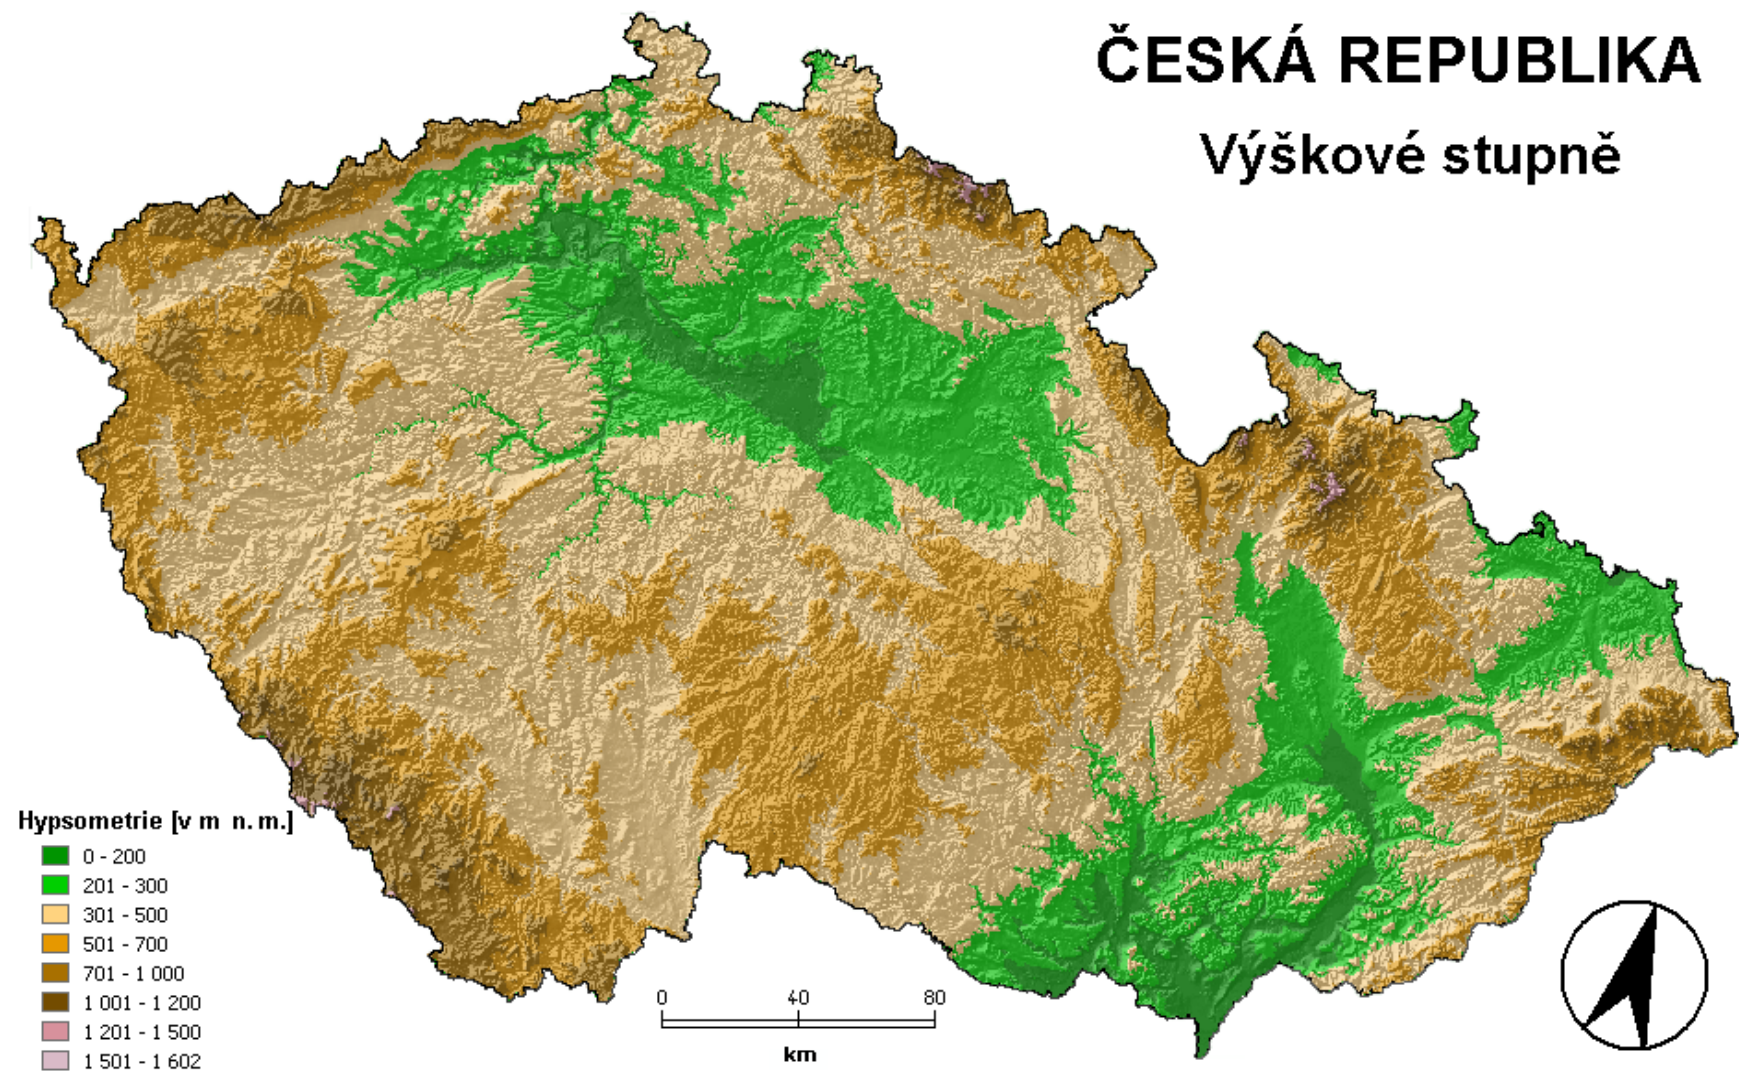 ČESKÁ REPUBLIKA
Výškové stupně
Hypsometrie [v m n. m.]
0 - 200
201 - 300
301 - 500
501 - 700
701 - 1 000
1 001 - 1 200
1 201 - 1 500
1 501 - 1 602
0 40 80
km